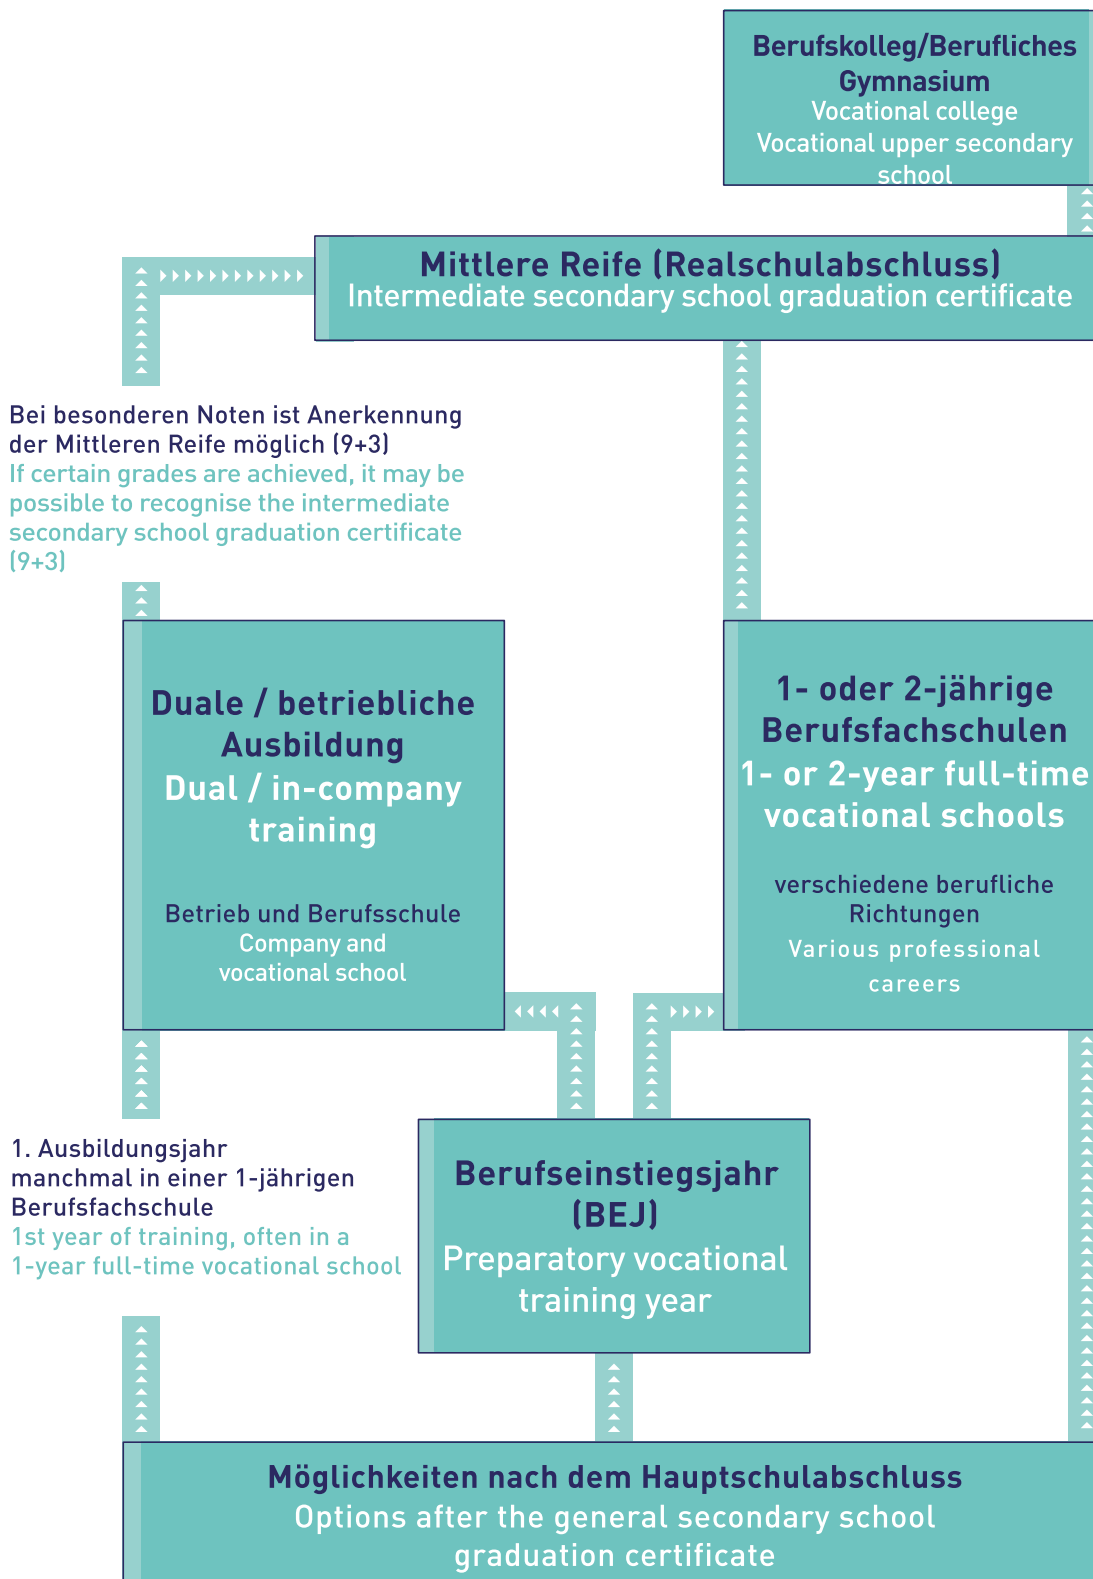 Berufskolleg/Berufliches
Gymnasium
Vocational college
Vocational upper secondary
school
Mittlere Reife (Realschulabschluss)
Intermediate secondary school graduation certificate
Bei besonderen Noten ist Anerkennung
der Mittleren Reife möglich (9+3)
If certain grades are achieved, it may be
possible to recognise the intermediate
secondary school graduation certificate
(9+3)
Duale / betriebliche
Ausbildung
Dual / in-company
training
Betrieb und Berufsschule
Company and
vocational school
1- oder 2-jährige
Berufsfachschulen
1- or 2-year full-time
vocational schools
verschiedene berufliche
Richtungen
Various professional
careers
1. Ausbildungsjahr
manchmal in einer 1-jährigen
Berufsfachschule
1st year of training, often in a
1-year full-time vocational school
Berufseinstiegsjahr
(BEJ)
Preparatory vocational
training year
Möglichkeiten nach dem Hauptschulabschluss
Options after the general secondary school
graduation certificate